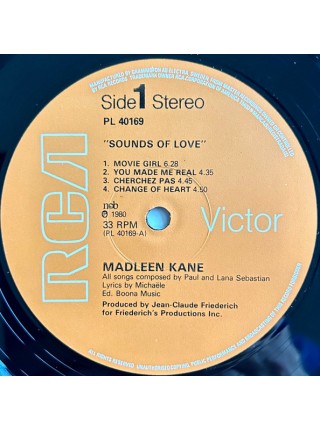 Side 1 Stereo
PL 40169
"SOUNDS OF LOVE"
1. MOVIE GIRL 6.28
2. YOU MADE ME REAL 4.35
3. CHERCHEZ PAS 4.45
4. CHANGE OF HEART 4.50
ncb
℗ 1980
33 RPM
(PL 40169-A)
RCA
Victor
MADLEEN KANE
All songs composed by Paul and Lana Sebastian
Lyrics by Michaële
Ed. Boona Music
Produced by Jean-Claude Friederich
for Friederich's Productions Inc.